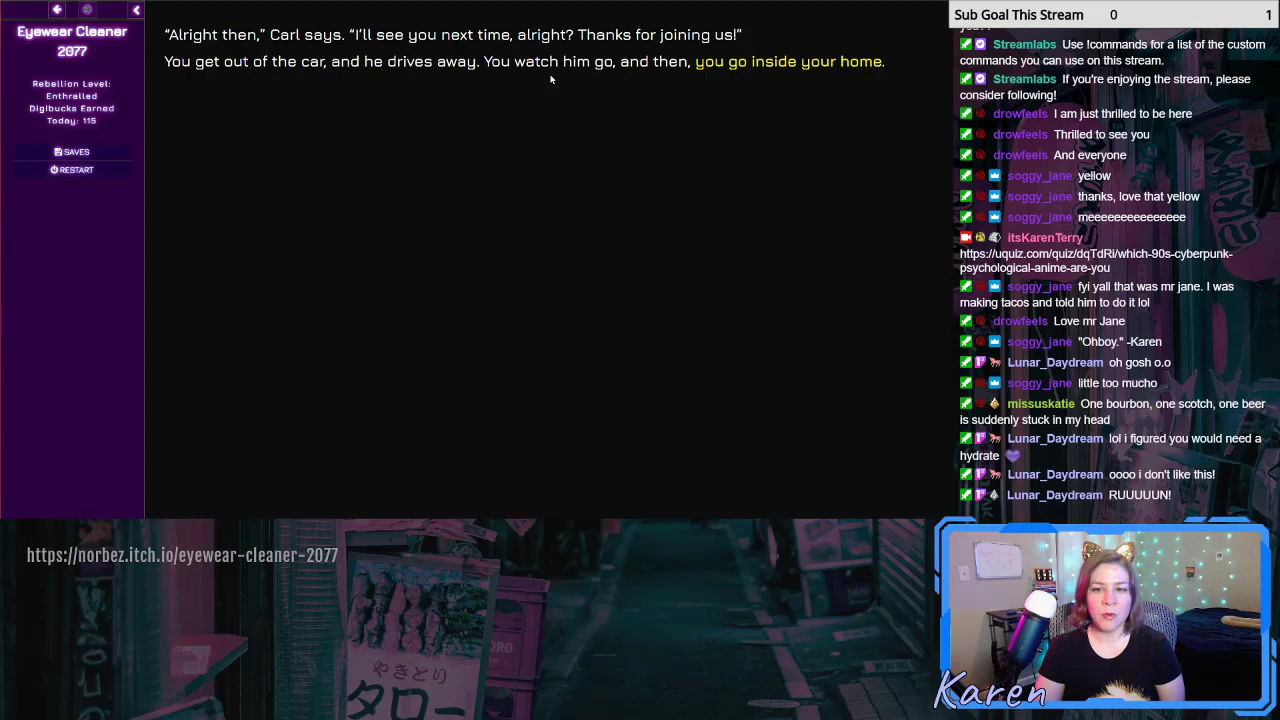 Eyewear Cleaner
2077
Rebellion Level:
Enthralled
Digibucks Earned
Today: 115
SAVES
RESTART
“Alright then,” Carl says. “I’ll see you next time, alright? Thanks for joining us!”
You get out of the car, and he drives away. You watch him go, and then, you go inside your home.
Sub Goal This Stream 0 1
Streamlabs Use !commands for a list of the custom
commands you can use on this stream.
Streamlabs If you're enjoying the stream, please
consider following!
drowfeels I am just thrilled to be here
drowfeels Thrilled to see you
drowfeels And everyone
soggy_jane yellow
soggy_jane thanks, love that yellow
soggy_jane meeeeeeeeeeeeeee
itsKarenTerry
https://uquiz.com/quiz/dqTdRi/which-90s-cyberpunk-
psychological-anime-are-you
soggy_jane fyi yall that was mr jane. I was
making tacos and told him to do it lol
drowfeels Love mr Jane
soggy_jane "Ohboy." -Karen
Lunar_Daydream oh gosh o.o
soggy_jane little too mucho
missuskatie One bourbon, one scotch, one beer
is suddenly stuck in my head
Lunar_Daydream lol i figured you would need a
hydrate
Lunar_Daydream oooo i don't like this!
Lunar_Daydream RUUUUUN!
https://norbez.itch.io/eyewear-cleaner-2077
やきとり
タロー
Karen